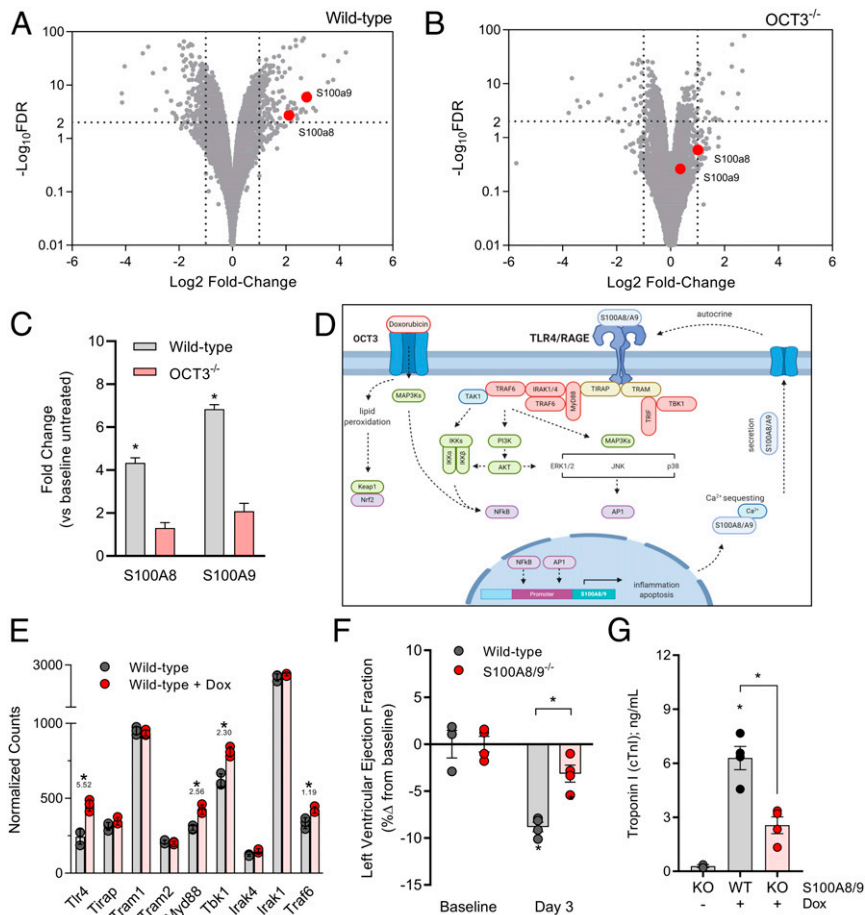 A
Wild-type
-Log10FDR
100
10
2
1
0.1
0.01
S100a9
S100a8
-6 -4 -2 0 2 4 6
Log2 Fold-Change
B
OCT3-/-
-Log10FDR
100
10
2
1
0.1
0.01
S100a8
S100a9
-6 -4 -2 0 2 4 6
Log2 Fold-Change
C
Wild-type
OCT3-/-
Fold Change
(vs baseline untreated)
10
8
6
4
2
0
*
*
S100A8 S100A9
D
OCT3
Doxorubicin
TLR4/RAGE
S100A8/A9
autocrine
MAP3Ks
lipid
peroxidation
Keap1
Nrf2
TAK1
TRAF6
IRAK1/4
TRAF6
MyD88
TIRAP
TRAM
TRIF
TBK1
IKKs
IKKα
IKKβ
PI3K
AKT
MAP3Ks
ERK1/2 JNK p38
NFkB
AP1
secretion
S100A8/A9
Ca2+ sequesting
Ca2+
S100A8/A9
NFkB
AP1
Promoter
S100A8/9
inflammation
apoptosis
E
Wild-type
Wild-type + Dox
Normalized Counts
3000
1000
500
250
0
*
5.52
*
2.56
*
2.30
*
1.19
Tlr4
Tirap
Tram1
Tram2
Myd88
Tbk1
Irak4
Irak1
Traf6
F
Wild-type
S100A8/9-/-
Left Ventricular Ejection Fraction
(%Δ from baseline)
10
5
0
-5
-10
-15
*
*
Baseline Day 3
G
Troponin I (cTnI); ng/mL
12
9
6
3
0
*
*
KO WT KO S100A8/9
- + + Dox